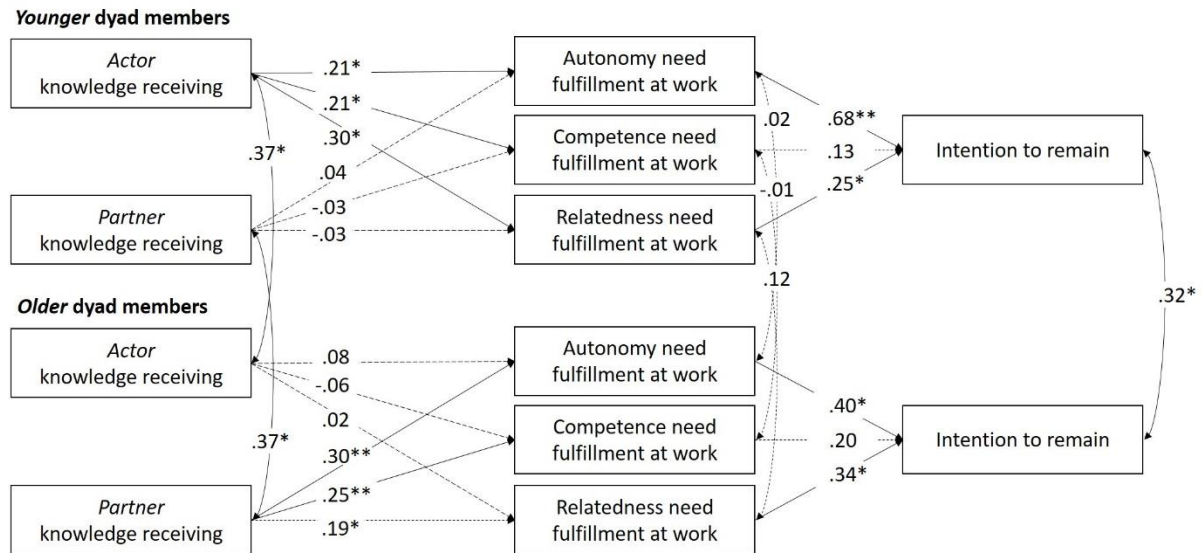 Younger dyad members
Actor
knowledge receiving
Partner
knowledge receiving
.37*
.21*
.21*
.30*
.04
-.03
-.03
Autonomy need
fulfillment at work
Competence need
fulfillment at work
Relatedness need
fulfillment at work
.02
-.01
.12
.68**
.13
.25*
Intention to remain
.32*
Older dyad members
Actor
knowledge receiving
Partner
knowledge receiving
.37*
.08
-.06
.02
.30**
.25**
.19*
Autonomy need
fulfillment at work
Competence need
fulfillment at work
Relatedness need
fulfillment at work
.40*
.20
.34*
Intention to remain